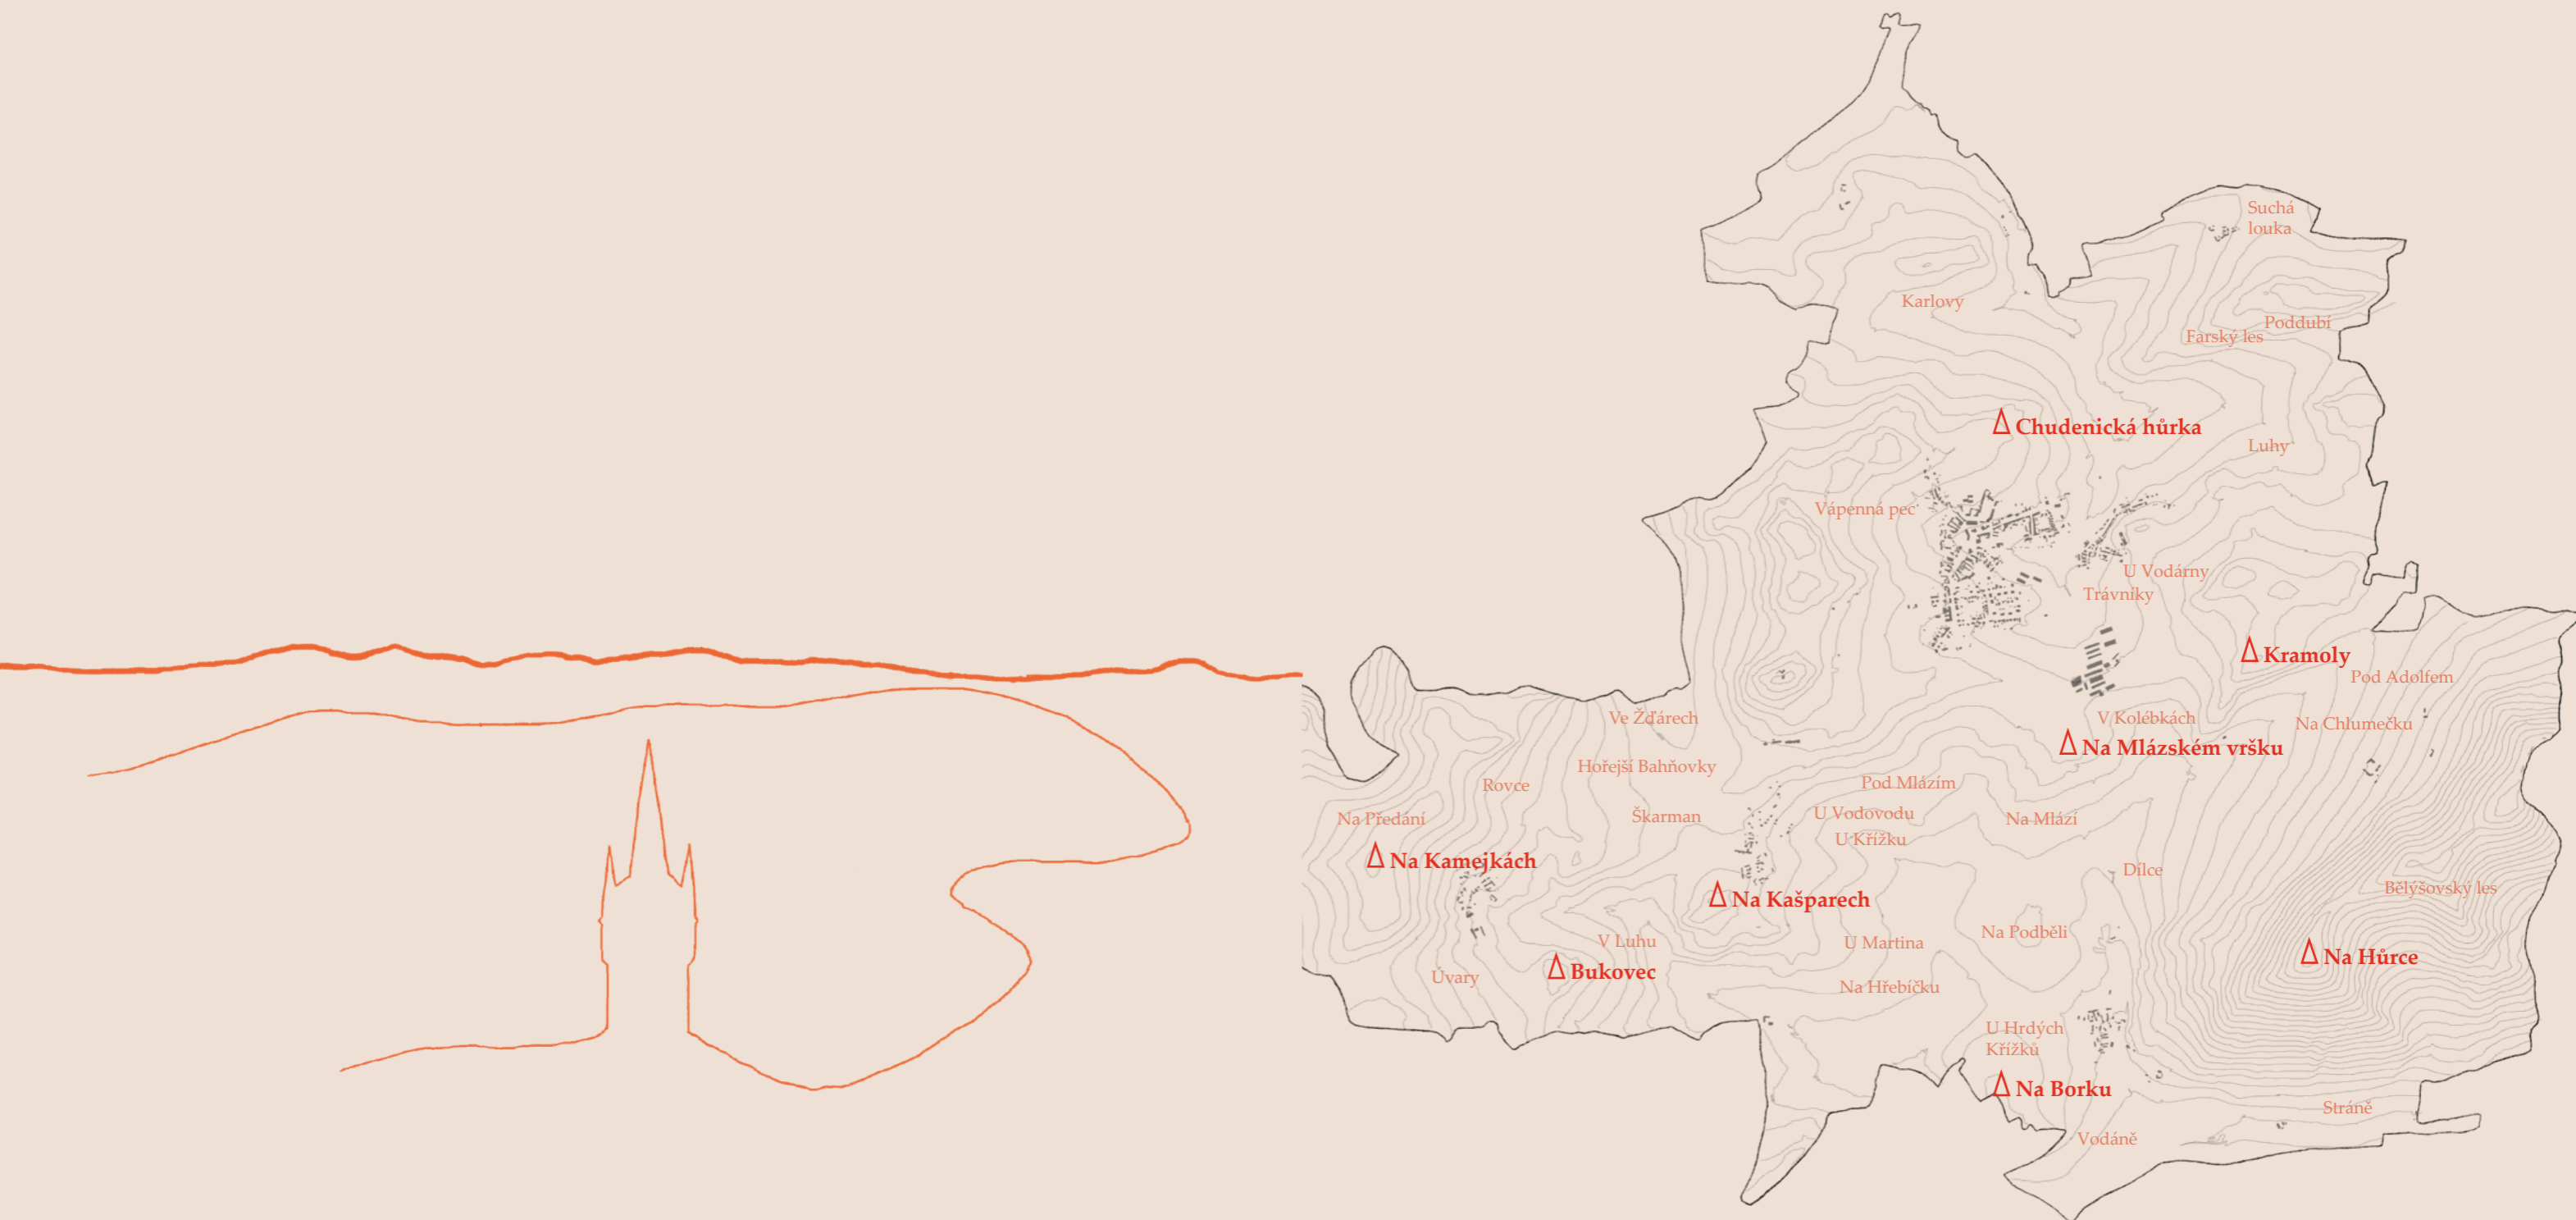 Suchá
louka
Karlovy
Poddubí
Farský les
Chudenická hůrka
Luhy
Vápenná pec
U Vodárny
Trávníky
Kramoly
Pod Adolfem
Ve Žďárech
V Kolébkách
Na Chlumečku
Na Mlázském vršku
Hořejší Bahňovky
Rovce
Pod Mlázím
Na Předání
Škarman
U Vodovodu
Na Mlází
U Křížku
Na Kamejkách
Dílce
Bělýšovský les
Na Kašparech
Na Podběli
V Luhu
U Martina
Na Hůrce
Bukovec
Úvary
Na Hřebíčku
U Hrdých
Křížků
Na Borku
Stráně
Vodáně